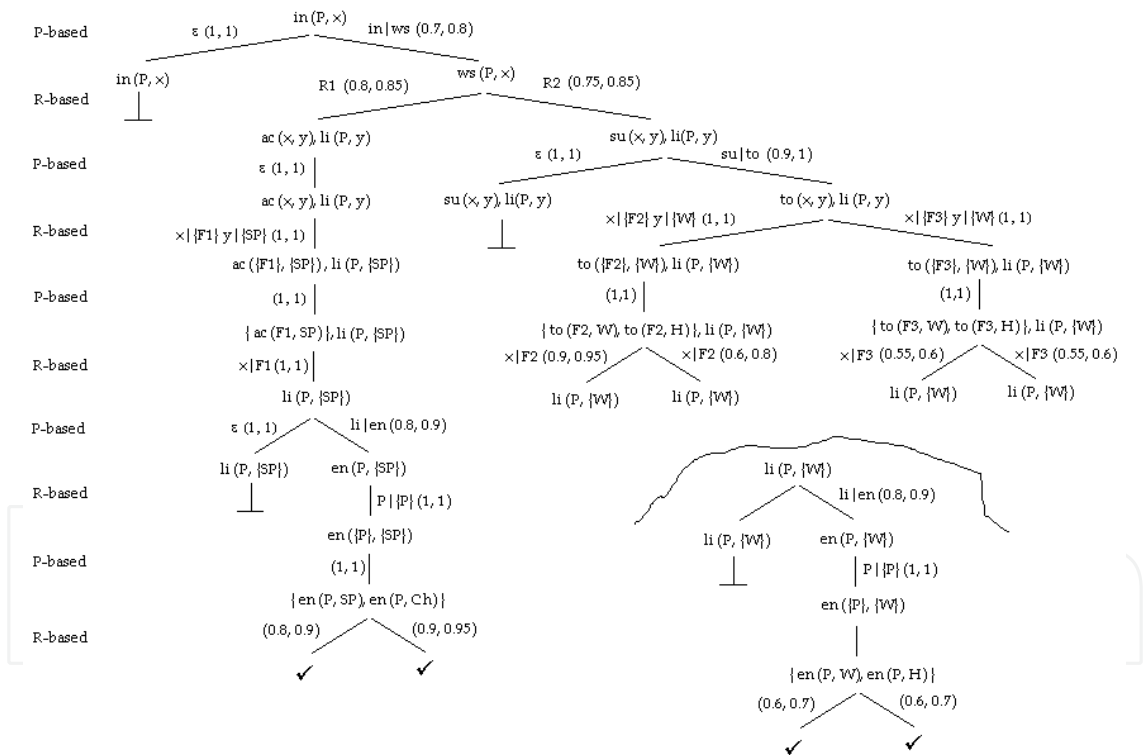 in (P, x)
P-based
ε (1, 1)
in|ws (0.7, 0.8)
in (P, x)
ws (P, x)
R-based
R1 (0.8, 0.85)
R2 (0.75, 0.85)
ac (x, y), li (P, y)
su (x, y), li(P, y)
P-based
ε (1, 1)
ε (1, 1)
su|to (0.9, 1)
ac (x, y), li (P, y)
su (x, y), li(P, y)
to (x, y), li (P, y)
R-based
x|{F1} y|{SP} (1, 1)
x|{F2} y|{W} (1, 1)
x|{F3} y|{W} (1, 1)
ac ({F1}, {SP}), li (P, {SP})
to ({F2}, {W}), li (P, {W})
to ({F3}, {W}), li (P, {W})
P-based
(1, 1)
(1,1)
(1,1)
{ac (F1, SP)}, li (P, {SP})
{to (F2, W), to (F2, H)}, li (P, {W})
{to (F3, W), to (F3, H)}, li (P, {W})
R-based
x|F1 (1, 1)
x|F2 (0.9, 0.95)
x|F2 (0.6, 0.8)
x|F3 (0.55, 0.6)
x|F3 (0.55, 0.6)
li (P, {SP})
li (P, {W})
li (P, {W})
li (P, {W})
li (P, {W})
P-based
ε (1, 1)
li|en (0.8, 0.9)
li (P, {SP})
en (P, {SP})
li (P, {W})
R-based
P|{P} (1, 1)
li|en (0.8, 0.9)
en ({P}, {SP})
li (P, {W})
en (P, {W})
P-based
(1, 1)
P|{P} (1, 1)
{en (P, SP), en (P, Ch)}
en ({P}, {W})
R-based
(0.8, 0.9)
(0.9, 0.95)
{en (P, W), en (P, H)}
(0.6, 0.7)
(0.6, 0.7)